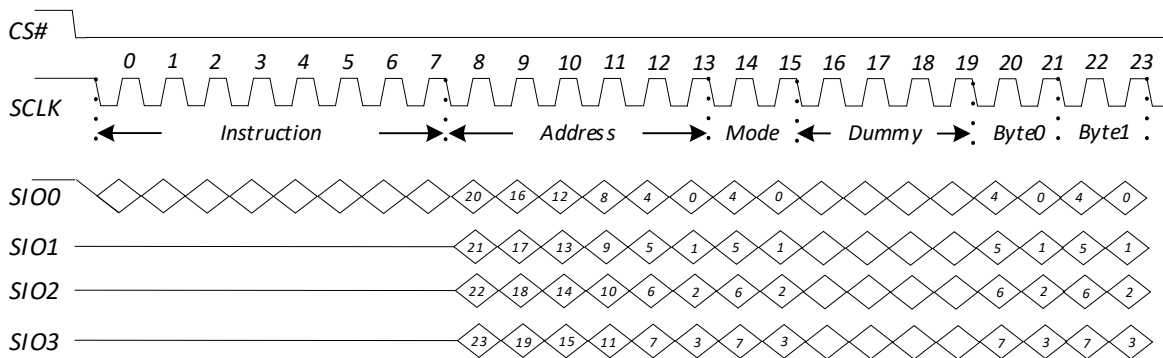 CS#
0 1 2 3 4 5 6 7 8 9 10 11 12 13 14 15 16 17 18 19 20 21 22 23
SCLK
Instruction Address Mode Dummy Byte0 Byte1
SIO0 20 16 12 8 4 0 4 0 4 0 4 0
SIO1 21 17 13 9 5 1 5 1 5 1 5 1
SIO2 22 18 14 10 6 2 6 2 6 2 6 2
SIO3 23 19 15 11 7 3 7 3 7 3 7 3